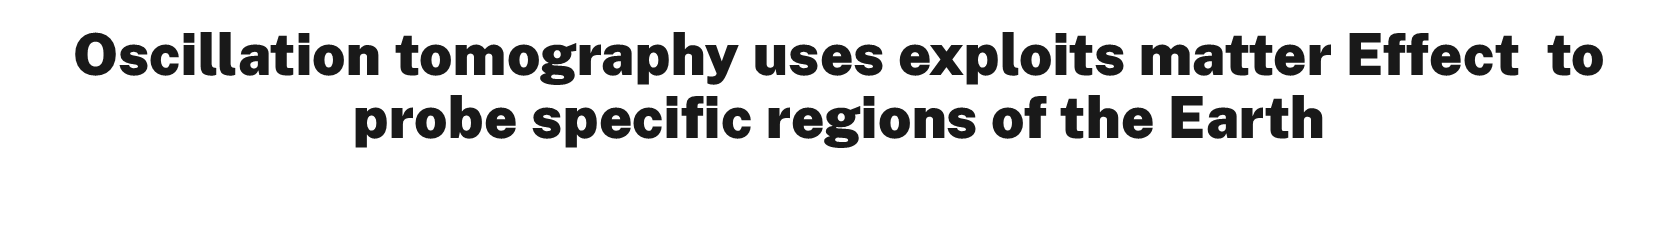 Oscillation tomography uses exploits matter Effect  to
probe specific regions of the Earth